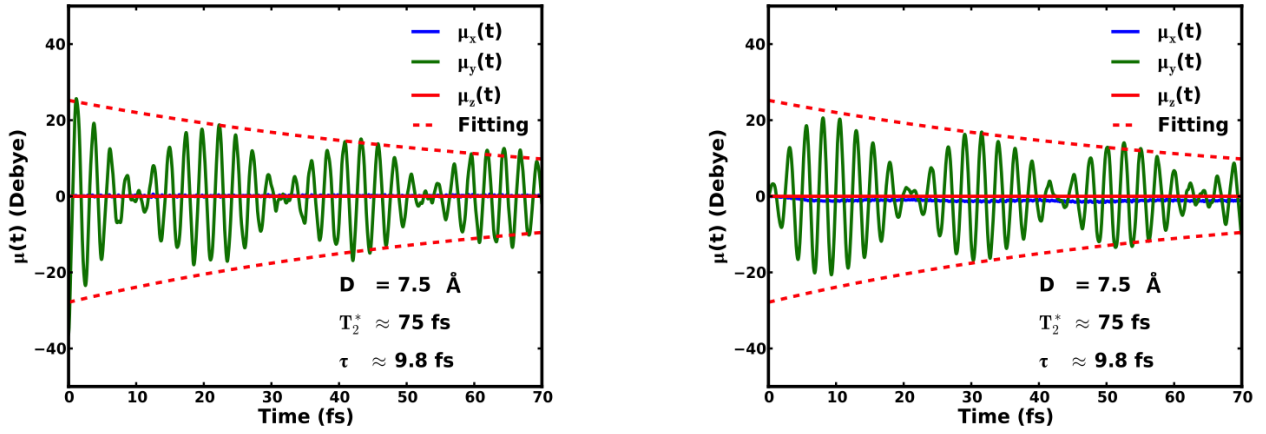 40
20
0
−20
−40
μ(t) (Debye)
μx(t)
μy(t)
μz(t)
Fitting
D = 7.5 Å
T2* ≈ 75 fs
τ ≈ 9.8 fs
0 10 20 30 40 50 60 70
Time (fs)
40
20
0
−20
−40
μ(t) (Debye)
μx(t)
μy(t)
μz(t)
Fitting
D = 7.5 Å
T2* ≈ 75 fs
τ ≈ 9.8 fs
0 10 20 30 40 50 60 70
Time (fs)